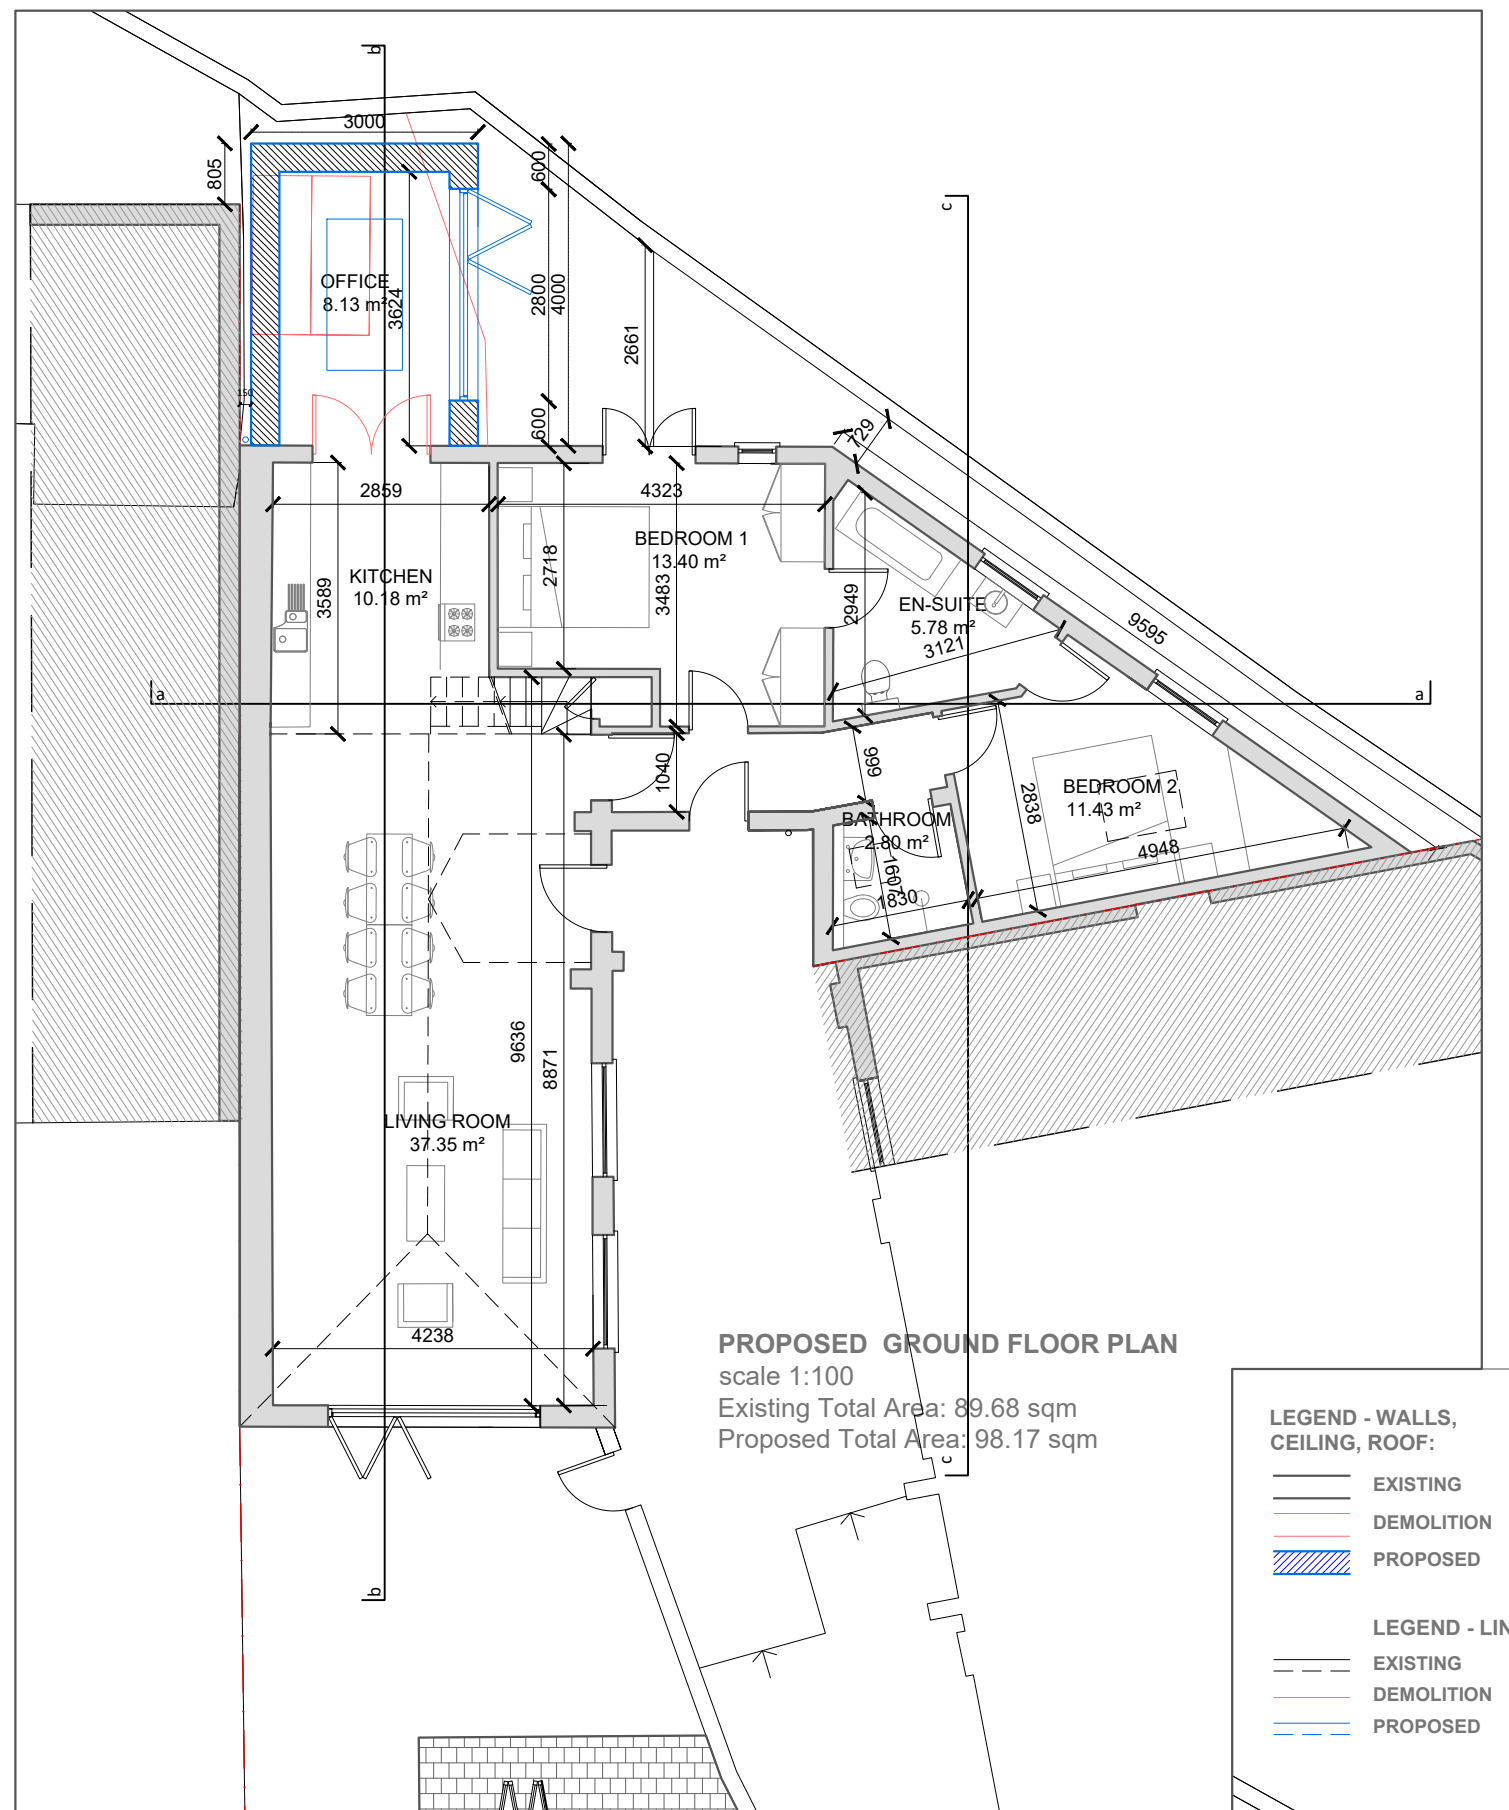 b
3000
805
600
c
OFFICE
8.13 m²
3624
2800
4000
2661
150
600
729
2859
4323
BEDROOM 1
13.40 m²
2718
3483
KITCHEN
10.18 m²
3589
2949
EN-SUITE
5.78 m²
3121
9595
a
a
1040
999
BEDROOM 2
11.43 m²
2838
BATHROOM
2.80 m²
4948
1607
1830
9636
8871
LIVING ROOM
37.35 m²
4238
PROPOSED GROUND FLOOR PLAN
scale 1:100
Existing Total Area: 89.68 sqm
Proposed Total Area: 98.17 sqm
c
b
LEGEND - WALLS,
CEILING, ROOF:
EXISTING
DEMOLITION
PROPOSED
LEGEND - LIN
EXISTING
DEMOLITION
PROPOSED